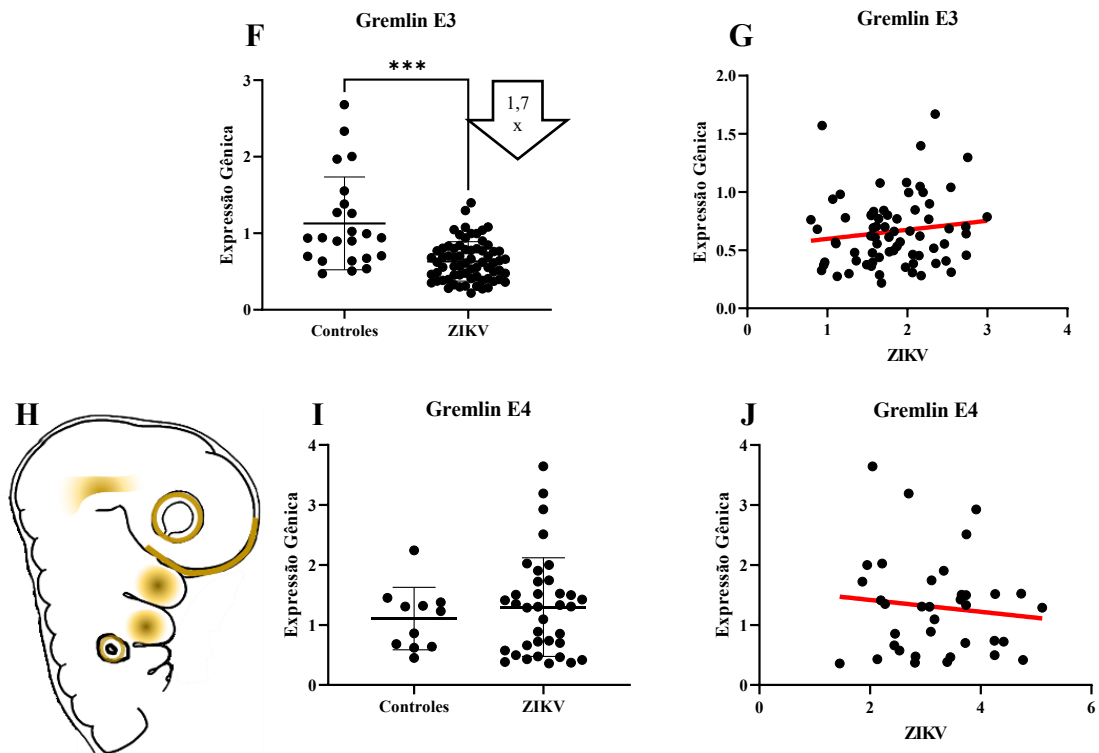 F
Gremlin E3
Expressão Gênica
3
2
1
0
***
1,7
x
Controles
ZIKV
G
Gremlin E3
Expressão Gênica
2.0
1.5
1.0
0.5
0.0
0
1
2
3
4
ZIKV
H
I
Gremlin E4
Expressão Gênica
4
3
2
1
0
Controles
ZIKV
J
Gremlin E4
Expressão Gênica
4
3
2
1
0
0
2
4
6
ZIKV